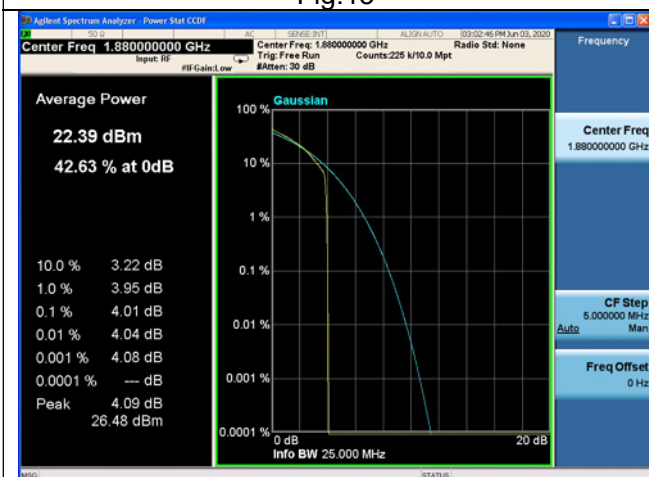 Agilent Spectrum Analyzer - Power Stat CCDF
50 Ω AC SENSE:INT ALIGN AUTO 03:02:46 PM Jun 03, 2020
Center Freq 1.880000000 GHz
Input: RF
#IFGain:Low
Center Freq: 1.880000000 GHz
Radio Std: None
Trig: Free Run
Counts:225 k/10.0 Mpt
#Atten: 30 dB
Frequency
Average Power
22.39 dBm
42.63 % at 0dB
10.0 % 3.22 dB
1.0 % 3.95 dB
0.1 % 4.01 dB
0.01 % 4.04 dB
0.001 % 4.08 dB
0.0001 % --- dB
Peak 4.09 dB
26.48 dBm
Gaussian
100 %
10 %
1 %
0.1 %
0.01 %
0.001 %
0.0001 %
0 dB
20 dB
Info BW 25.000 MHz
Center Freq
1.880000000 GHz
CF Step
5.000000 MHz
Auto Man
Freq Offset
0 Hz
MSG
STATUS